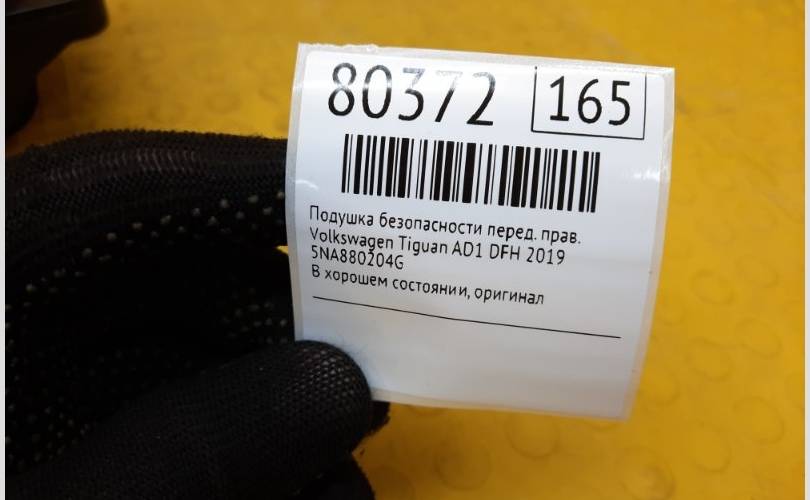 80372 165
Подушка безопасности перед. прав.
Volkswagen Tiguan AD1 DFH 2019
5NA880204G
В хорошем состоянии, оригинал